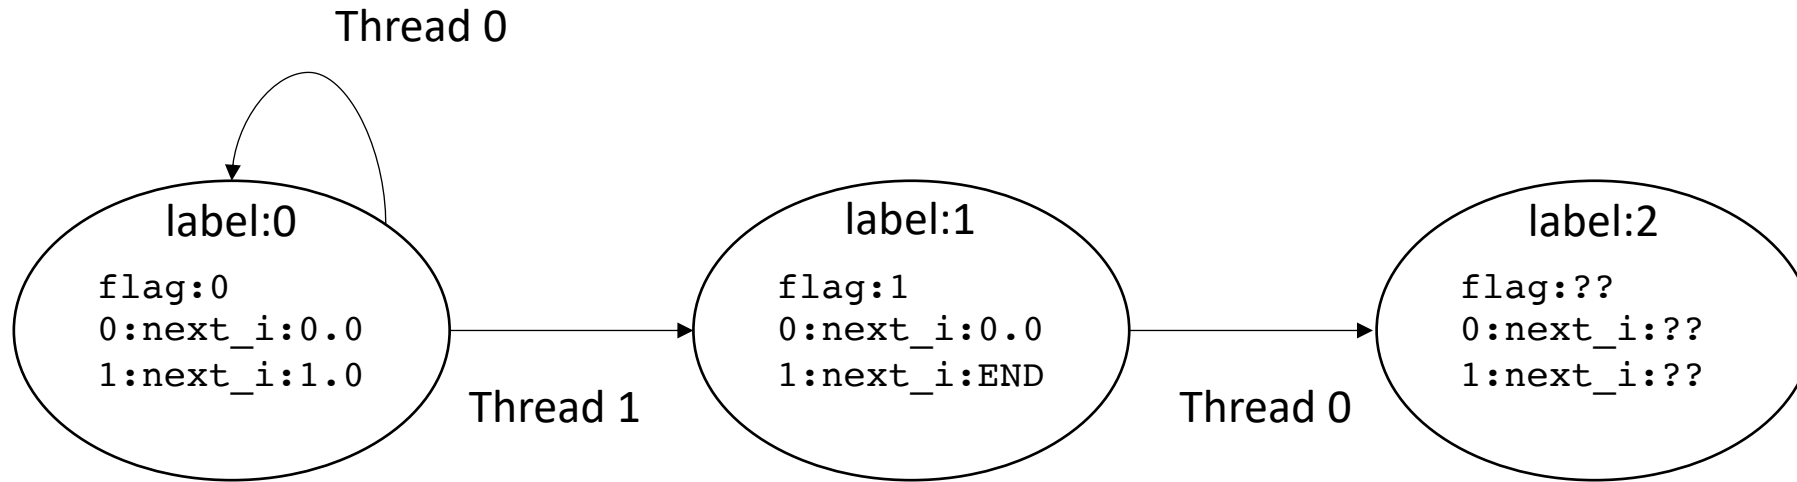 Thread 0
label:0
flag:0
0:next_i:0.0
1:next_i:1.0
Thread 1
label:1
flag:1
0:next_i:0.0
1:next_i:END
Thread 0
label:2
flag:??
0:next_i:??
1:next_i:??